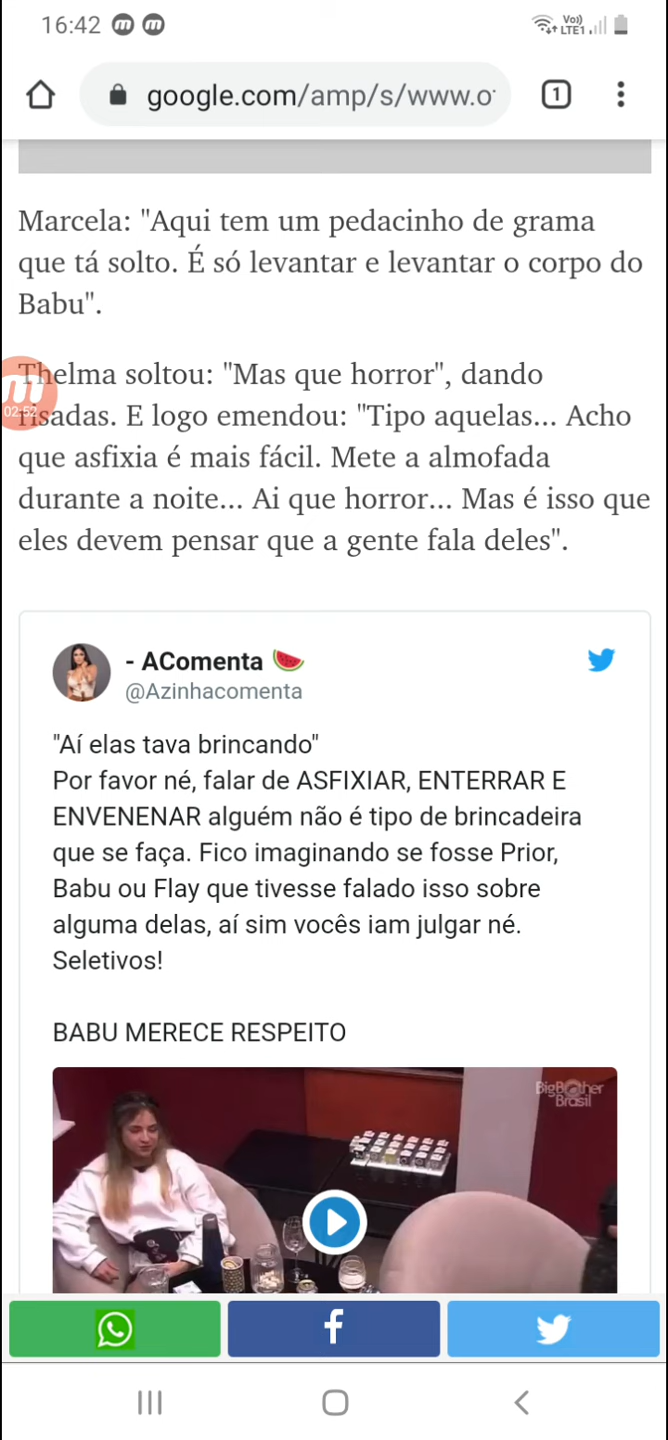 16:42
Vo))
LTE1
google.com/amp/s/www.o
1
Marcela: "Aqui tem um pedacinho de grama
que tá solto. É só levantar e levantar o corpo do
Babu".
Thelma soltou: "Mas que horror", dando
02:52
risadas. E logo emendou: "Tipo aquelas... Acho
que asfixia é mais fácil. Mete a almofada
durante a noite... Ai que horror... Mas é isso que
eles devem pensar que a gente fala deles".
- AComenta
@Azinhacomenta
"Aí elas tava brincando"
Por favor né, falar de ASFIXIAR, ENTERRAR E
ENVENENAR alguém não é tipo de brincadeira
que se faça. Fico imaginando se fosse Prior,
Babu ou Flay que tivesse falado isso sobre
alguma delas, aí sim vocês iam julgar né.
Seletivos!
BABU MERECE RESPEITO
BigBrother
Brasil